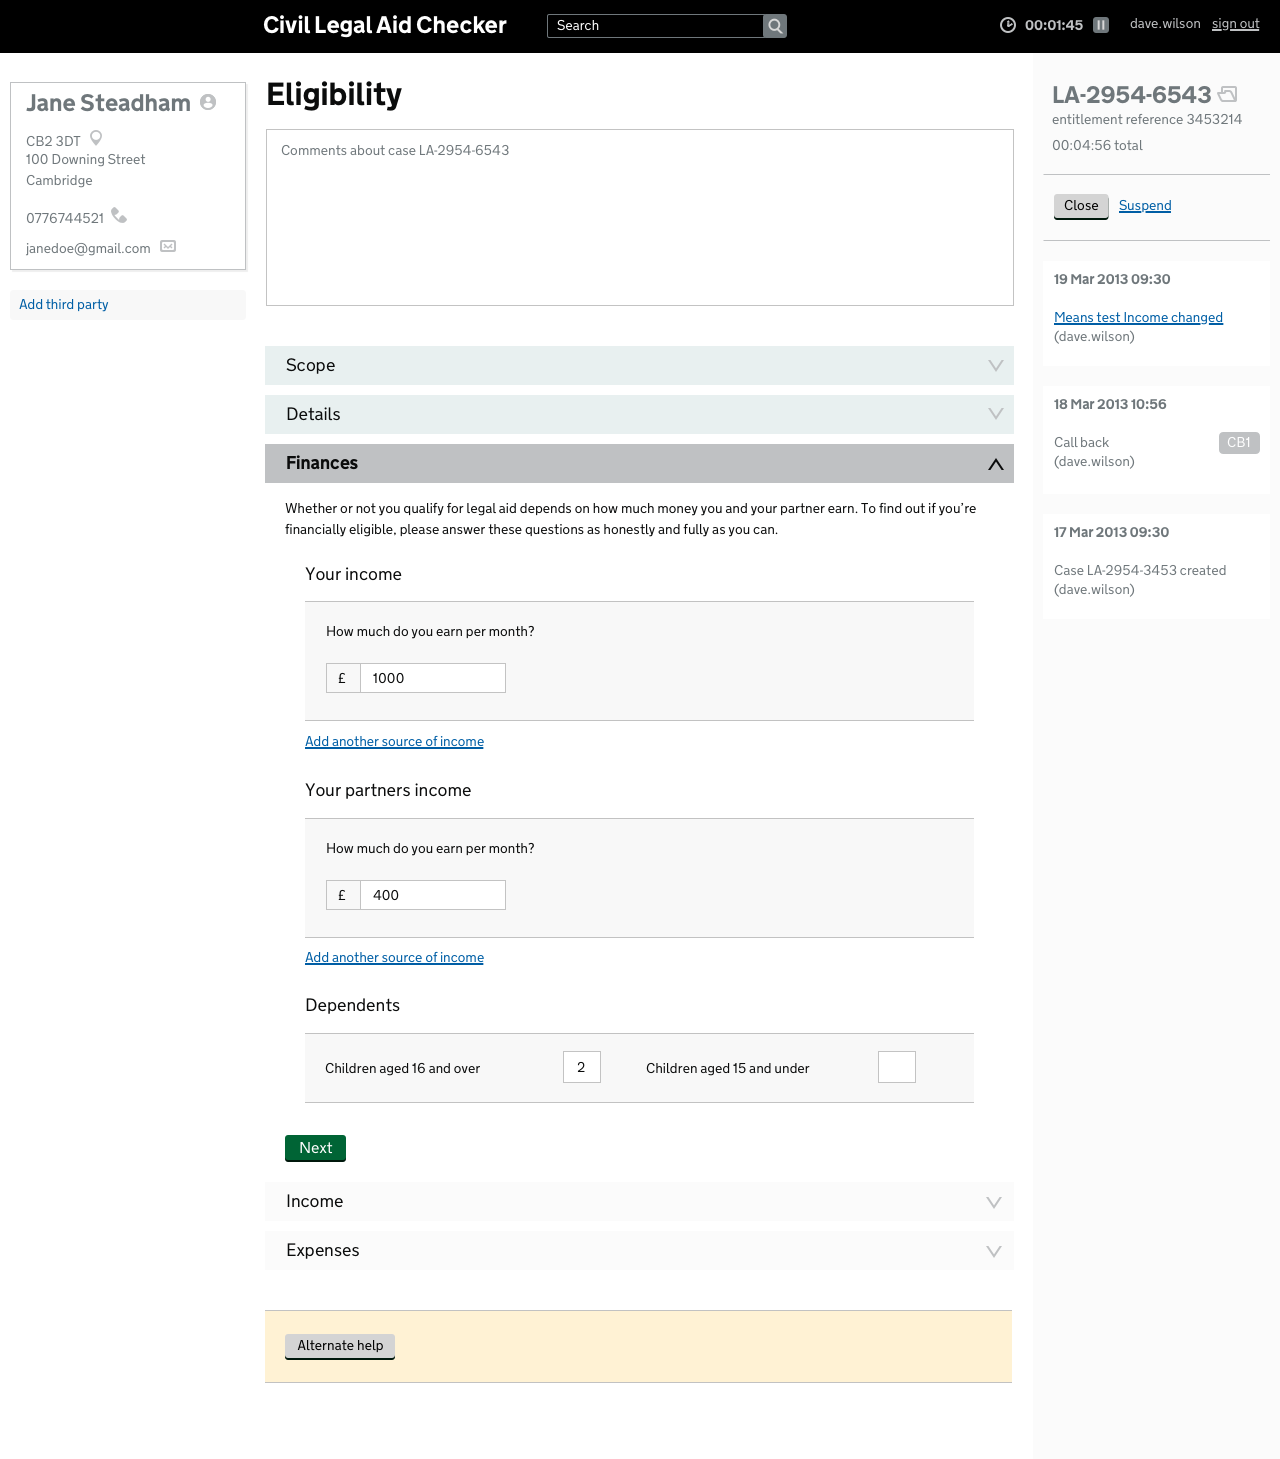 Civil Legal Aid Checker
Search
00:01:45
dave.wilson
sign out
Jane Steadham
CB2 3DT
100 Downing Street
Cambridge
0776744521
janedoe@gmail.com
Add third party
Eligibility
Comments about case LA-2954-6543
Scope
Details
Finances
Whether or not you qualify for legal aid depends on how much money you and your partner earn. To find out if you’re
financially eligible, please answer these questions as honestly and fully as you can.
Your income
How much do you earn per month?
£ 1000
Add another source of income
Your partners income
How much do you earn per month?
£ 400
Add another source of income
Dependents
Children aged 16 and over 2 Children aged 15 and under
Next
Income
Expenses
Alternate help
LA-2954-6543
entitlement reference 3453214
00:04:56 total
Close Suspend
19 Mar 2013 09:30
Means test Income changed
(dave.wilson)
18 Mar 2013 10:56
Call back CB1
(dave.wilson)
17 Mar 2013 09:30
Case LA-2954-3453 created
(dave.wilson)